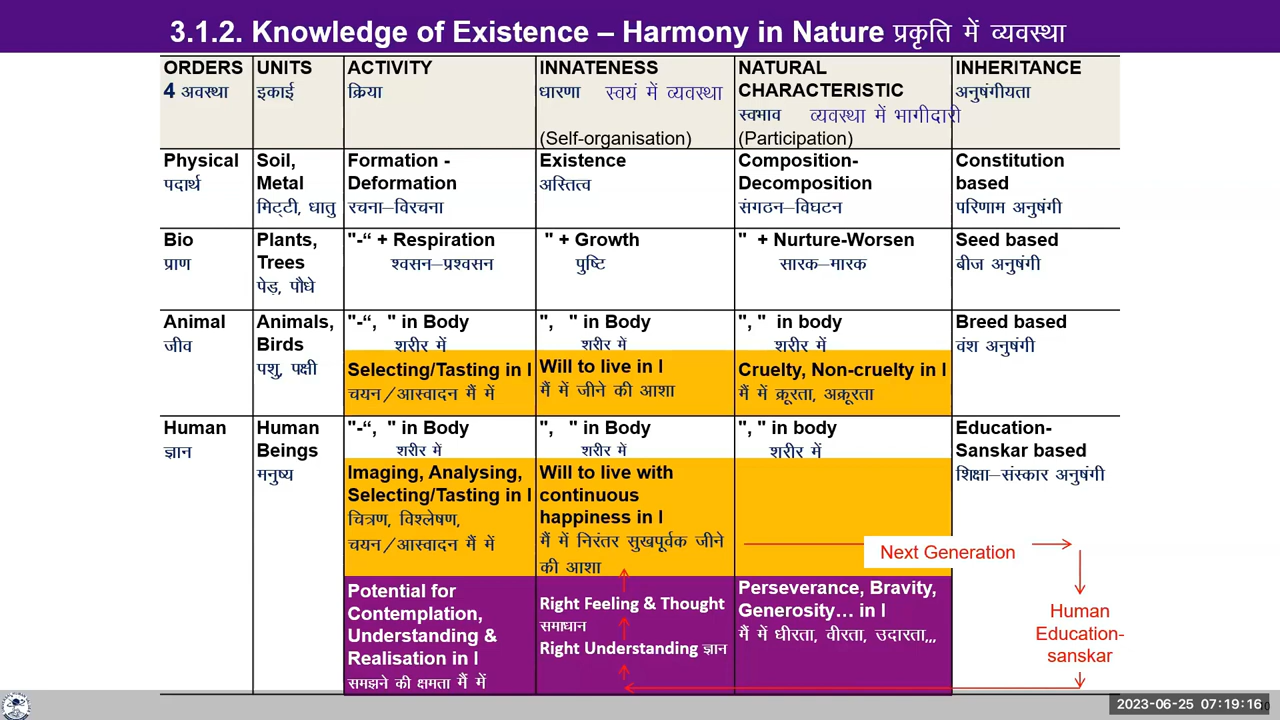 3.1.2. Knowledge of Existence – Harmony in Nature प्रकृति में व्यवस्था
ORDERS
4 अवस्था
UNITS
इकाई
ACTIVITY
क्रिया
INNATENESS
धारणा स्वयं में व्यवस्था
(Self-organisation)
NATURAL
CHARACTERISTIC
स्वभाव व्यवस्था में भागीदारी
(Participation)
INHERITANCE
अनुषंगीयता
Physical
पदार्थ
Soil,
Metal
मिट्टी, धातु
Formation -
Deformation
रचना–विरचना
Existence
अस्तित्व
Composition-
Decomposition
संगठन–विघटन
Constitution
based
परिणाम अनुषंगी
Bio
प्राण
Plants,
Trees
पेड़, पौधे
"-“ + Respiration
श्वसन–प्रश्वसन
" + Growth
पुष्टि
" + Nurture-Worsen
सारक–मारक
Seed based
बीज अनुषंगी
Animal
जीव
Animals,
Birds
पशु, पक्षी
"-“, " in Body
शरीर में
Selecting/Tasting in I
चयन/आस्वादन मैं में
", " in Body
शरीर में
Will to live in I
मैं में जीने की आशा
", " in body
शरीर में
Cruelty, Non-cruelty in I
मैं में क्रूरता, अक्रूरता
Breed based
वंश अनुषंगी
Human
ज्ञान
Human
Beings
मनुष्य
"-“, " in Body
शरीर में
Imaging, Analysing,
Selecting/Tasting in I
चित्रण, विश्लेषण,
चयन/आस्वादन मैं में
Potential for
Contemplation,
Understanding &
Realisation in I
समझने की क्षमता मैं में
", " in Body
शरीर में
Will to live with
continuous
happiness in I
मैं में निरंतर सुखपूर्वक जीने
की आशा
Right Feeling & Thought
समाधान
Right Understanding ज्ञान
", " in body
शरीर में
Perseverance, Bravity,
Generosity… in I
मैं में धीरता, वीरता, उदारता,,,
Education-
Sanskar based
शिक्षा–संस्कार अनुषंगी
Next Generation
Human
Education-
sanskar
2023-06-25 07:19:16